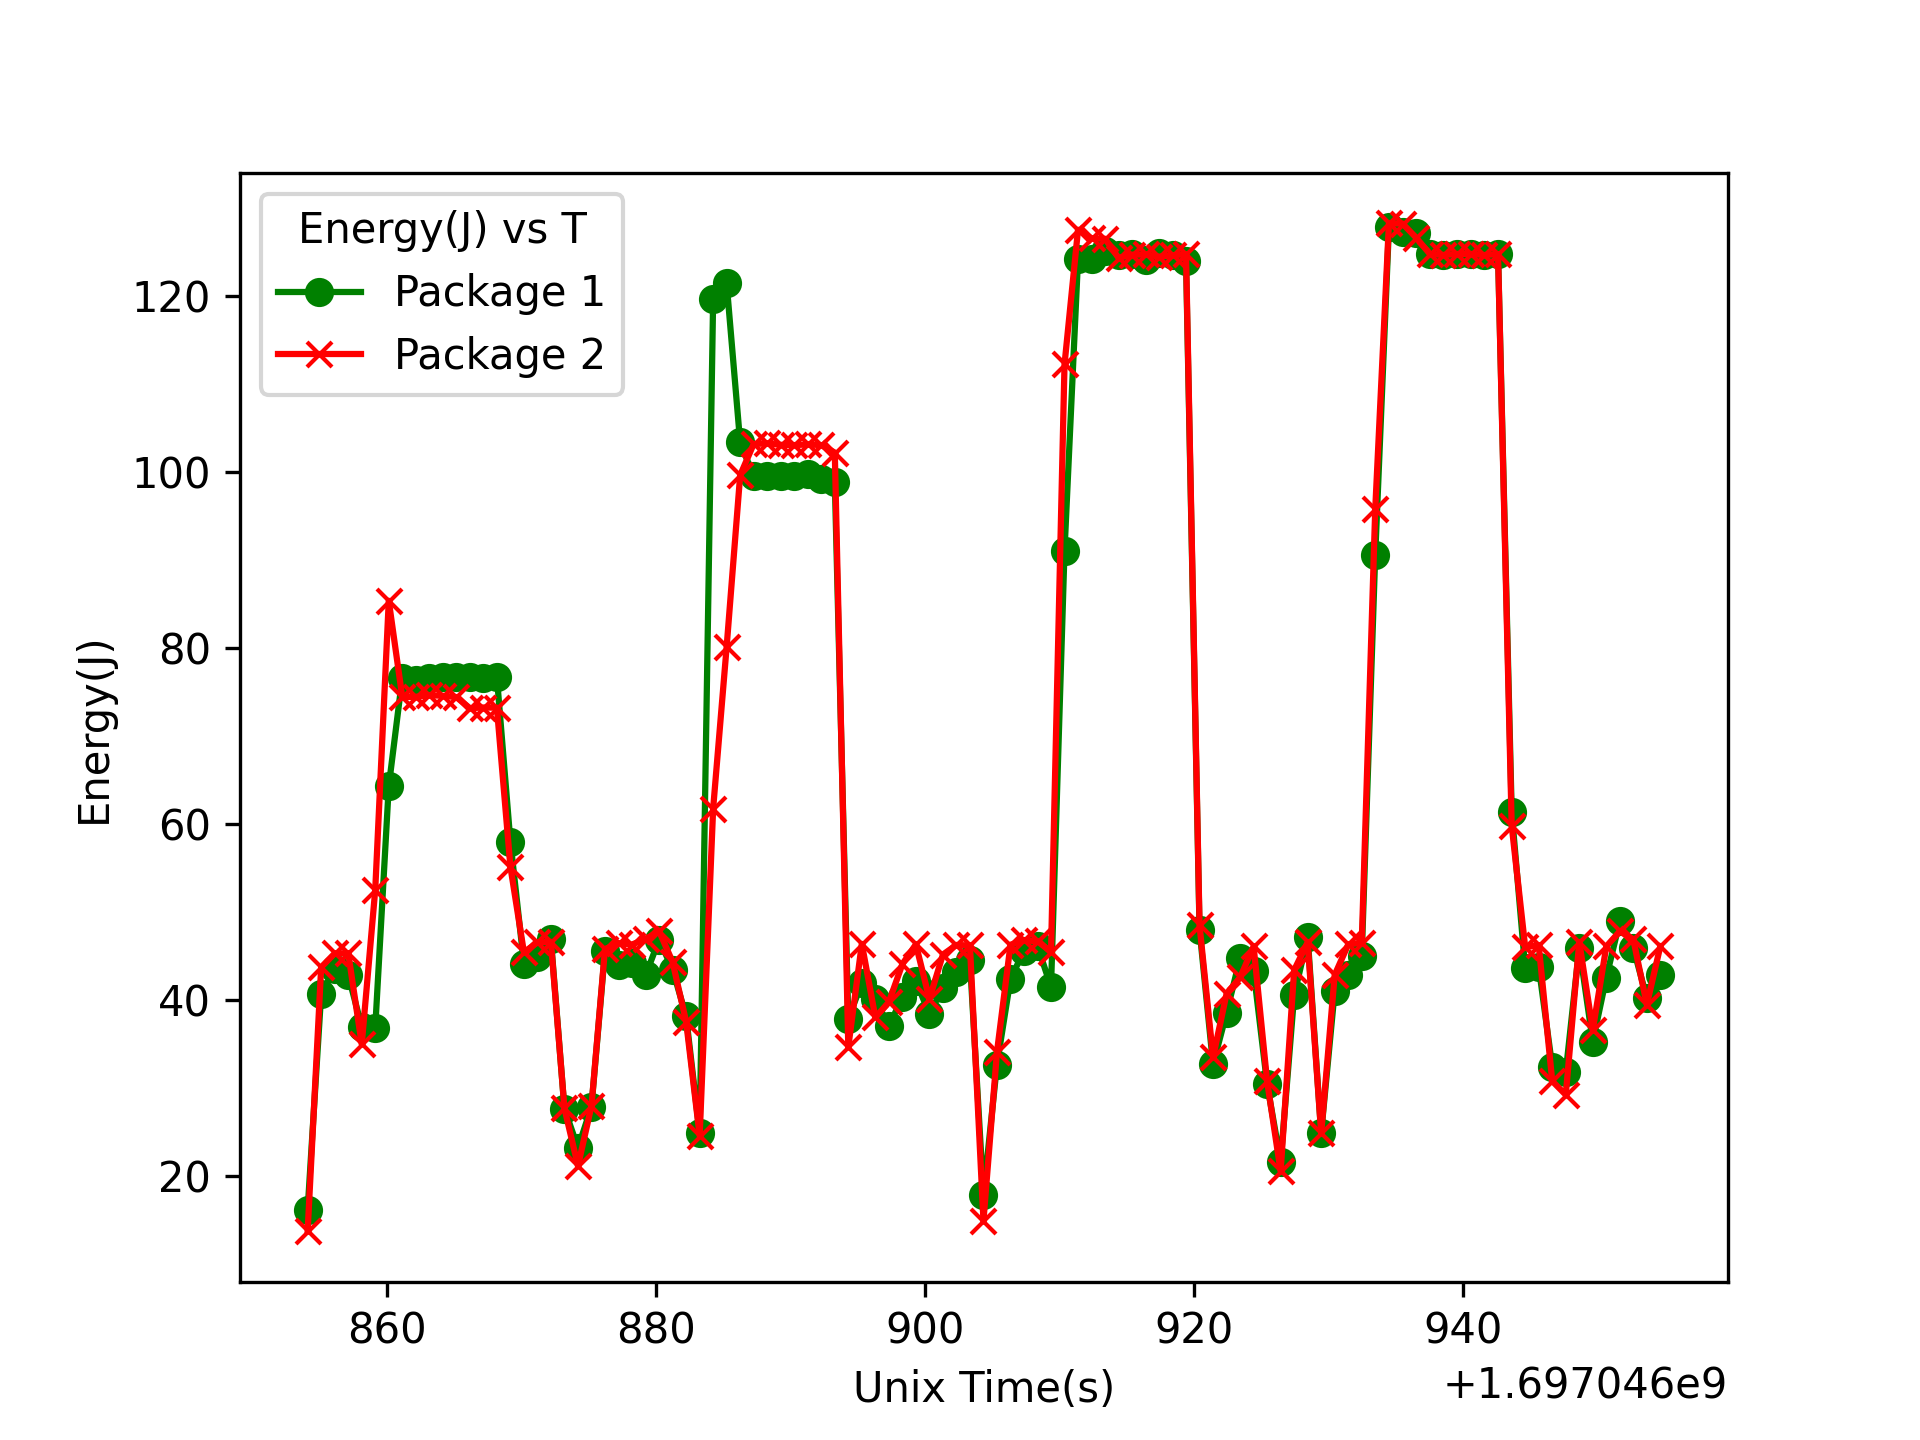 Energy(J) vs T
Package 1
Package 2
Energy(J)
120
100
80
60
40
20
860 880 900 920 940
Unix Time(s)
+1.697046e9